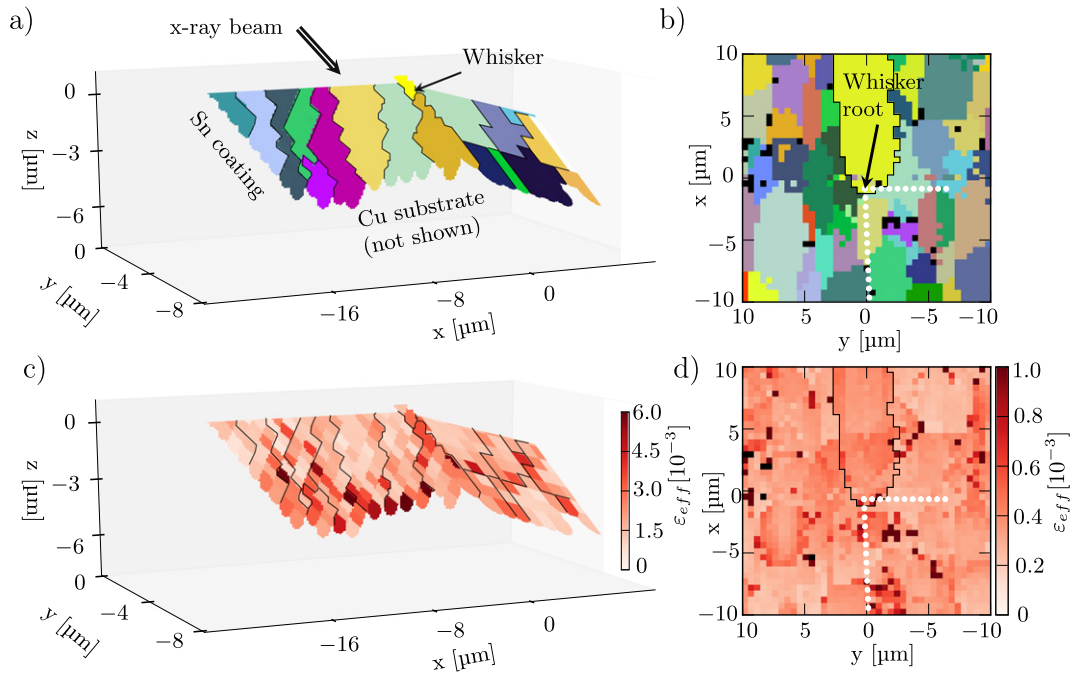 a)
x-ray beam
Whisker
Sn coating
Cu substrate
(not shown)
0
−3
−6
z
[µm]
0
−4
−8
y [µm]
−16
−8
0
x [µm]
b)
Whisker
root
10
5
0
−5
−10
x [µm]
10
5
0
−5
−10
y [µm]
c)
0
−3
−6
z
[µm]
0
−4
−8
y [µm]
−16
−8
0
x [µm]
6.0
4.5
3.0
1.5
0
εeff [10−3]
d)
10
5
0
−5
−10
x [µm]
10
5
0
−5
−10
y [µm]
1.0
0.8
0.6
0.4
0.2
0
εeff [10−3]